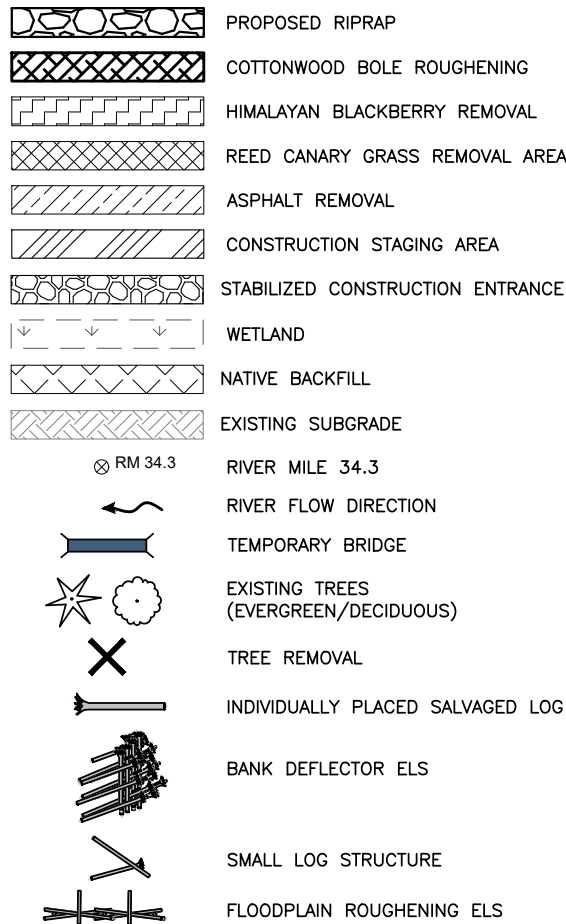 PROPOSED RIPRAP
COTTONWOOD BOLE ROUGHENING
HIMALAYAN BLACKBERRY REMOVAL
REED CANARY GRASS REMOVAL AREA
ASPHALT REMOVAL
CONSTRUCTION STAGING AREA
STABILIZED CONSTRUCTION ENTRANCE
WETLAND
NATIVE BACKFILL
EXISTING SUBGRADE
RM 34.3 RIVER MILE 34.3
RIVER FLOW DIRECTION
TEMPORARY BRIDGE
EXISTING TREES
(EVERGREEN/DECIDUOUS)
TREE REMOVAL
INDIVIDUALLY PLACED SALVAGED LOG
BANK DEFLECTOR ELS
SMALL LOG STRUCTURE
FLOODPLAIN ROUGHENING ELS